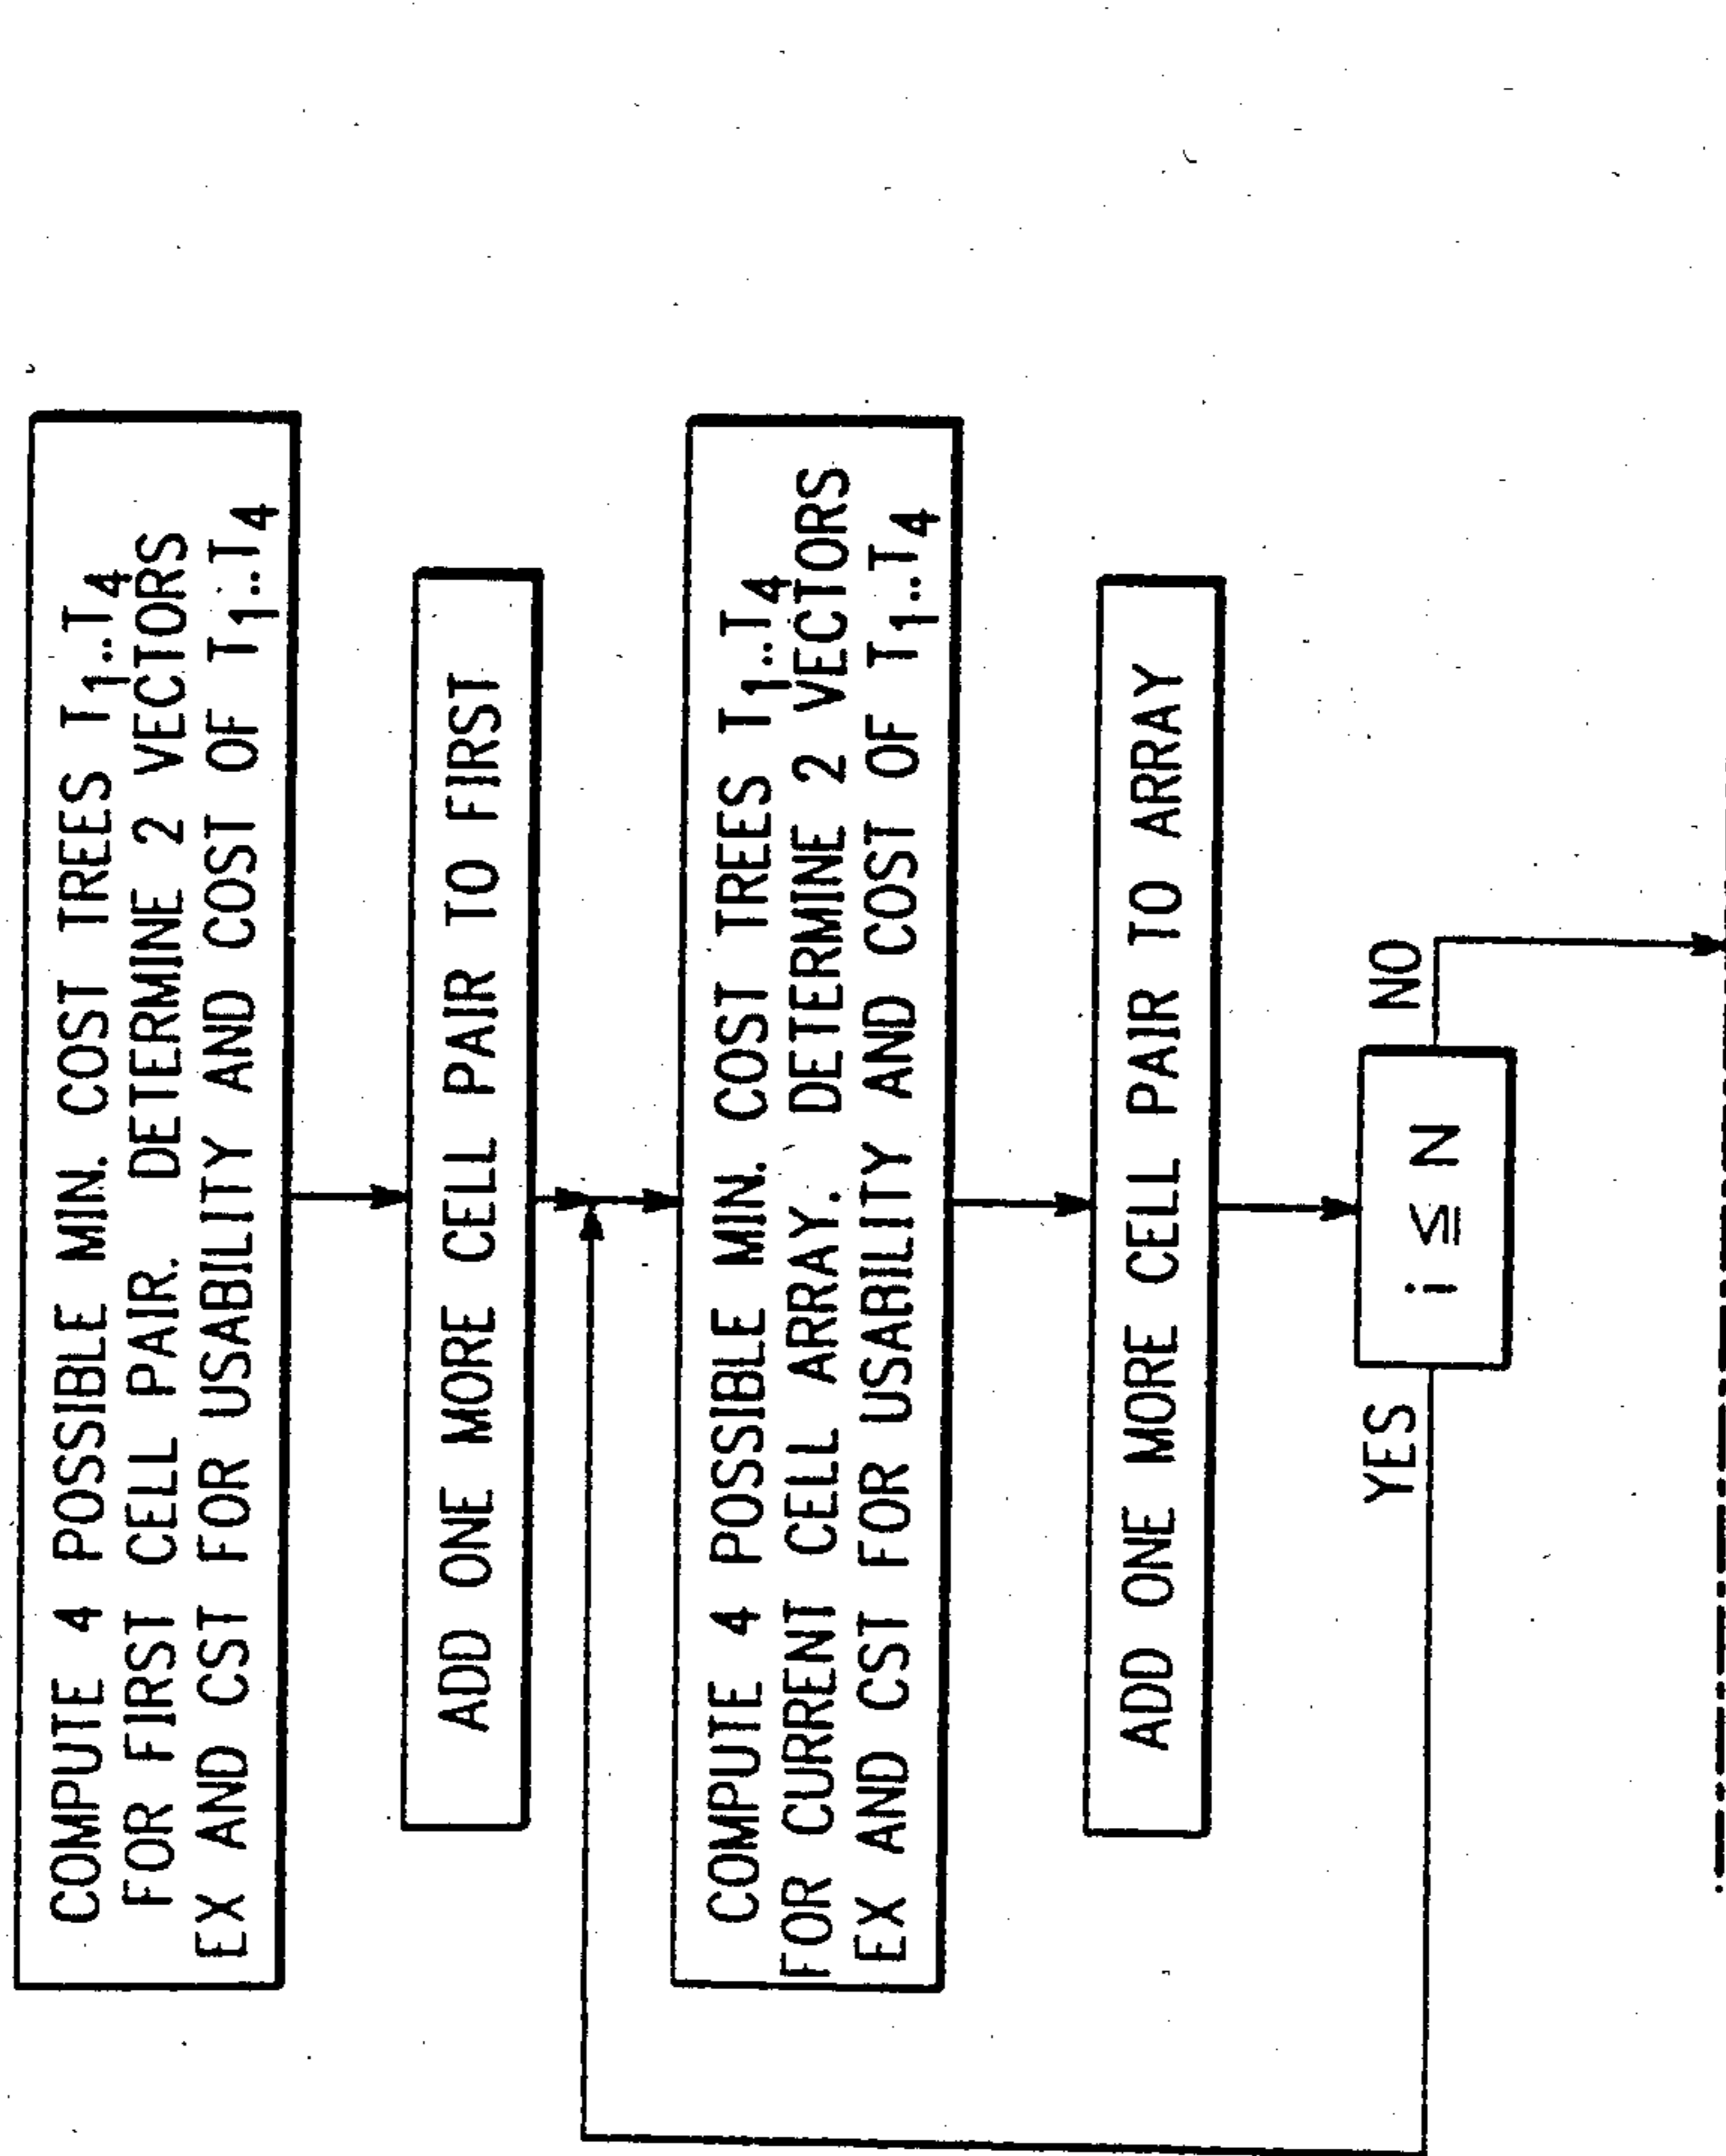 COMPUTE 4 POSSIBLE MIN. COST TREES T1..T4
FOR FIRST CELL PAIR. DETERMINE 2 VECTORS
EX AND CST FOR USABILITY AND COST OF T1..T4
ADD ONE MORE CELL PAIR TO FIRST
COMPUTE 4 POSSIBLE MIN. COST TREES T1..T4
FOR CURRENT CELL ARRAY. DETERMINE 2 VECTORS
EX AND CST FOR USABILITY AND COST OF T1..T4
ADD ONE MORE CELL PAIR TO ARRAY
YES
i ≦ N
NO